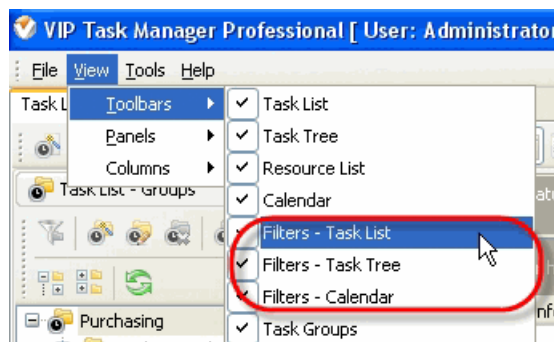 VIP Task Manager Professional [ User: Administrator
File View Tools Help
Task L
Toolbars
Panels
Columns
Task List
Task Tree
Resource List
Calendar
Filters - Task List
Filters - Task Tree
Filters - Calendar
Task Groups
Task List - Groups
Purchasing